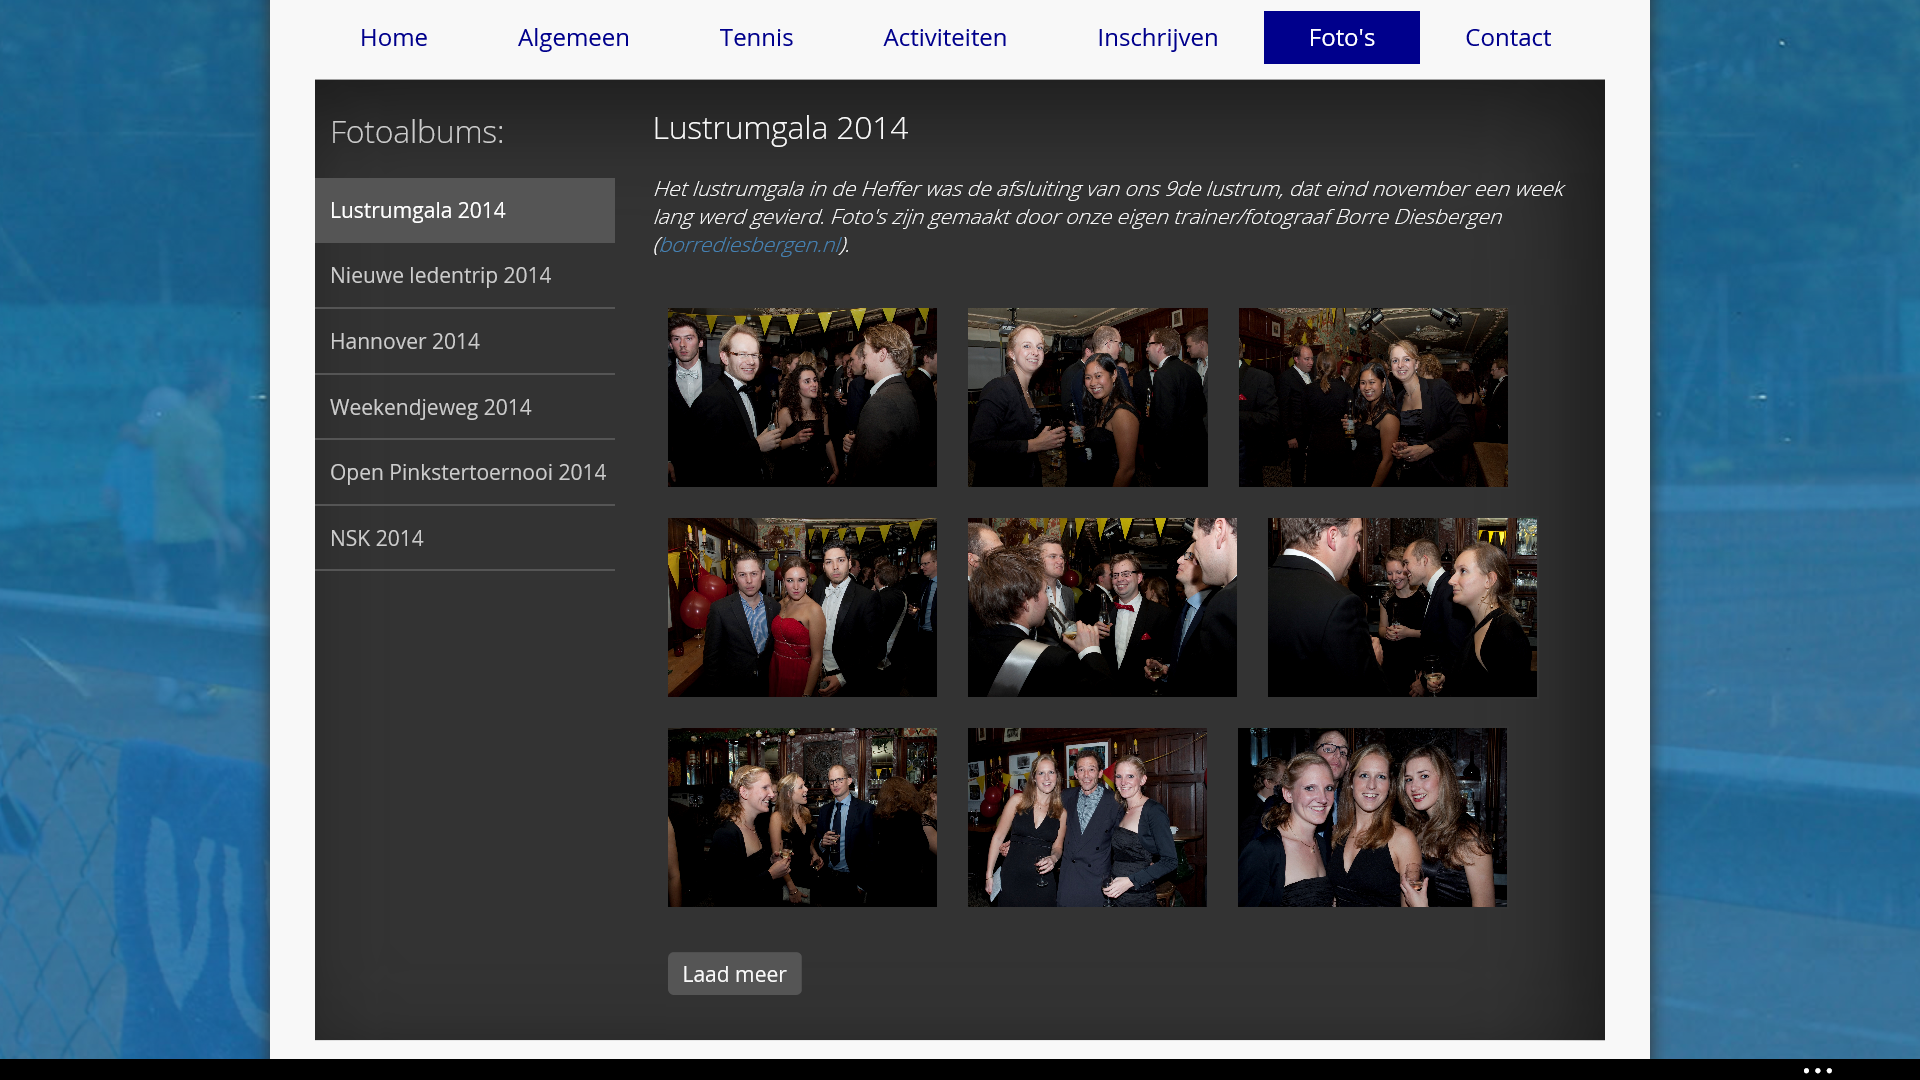 Home Algemeen Tennis Activiteiten Inschrijven Foto's Contact
Fotoalbums:
Lustrumgala 2014
Nieuwe ledentrip 2014
Hannover 2014
Weekendjeweg 2014
Open Pinkstertoernooi 2014
NSK 2014
Lustrumgala 2014
Het lustrumgala in de Heffer was de afsluiting van ons 9de lustrum, dat eind november een week
lang werd gevierd. Foto's zijn gemaakt door onze eigen trainer/fotograaf Borre Diesbergen
(borrediesbergen.nl).
Laad meer